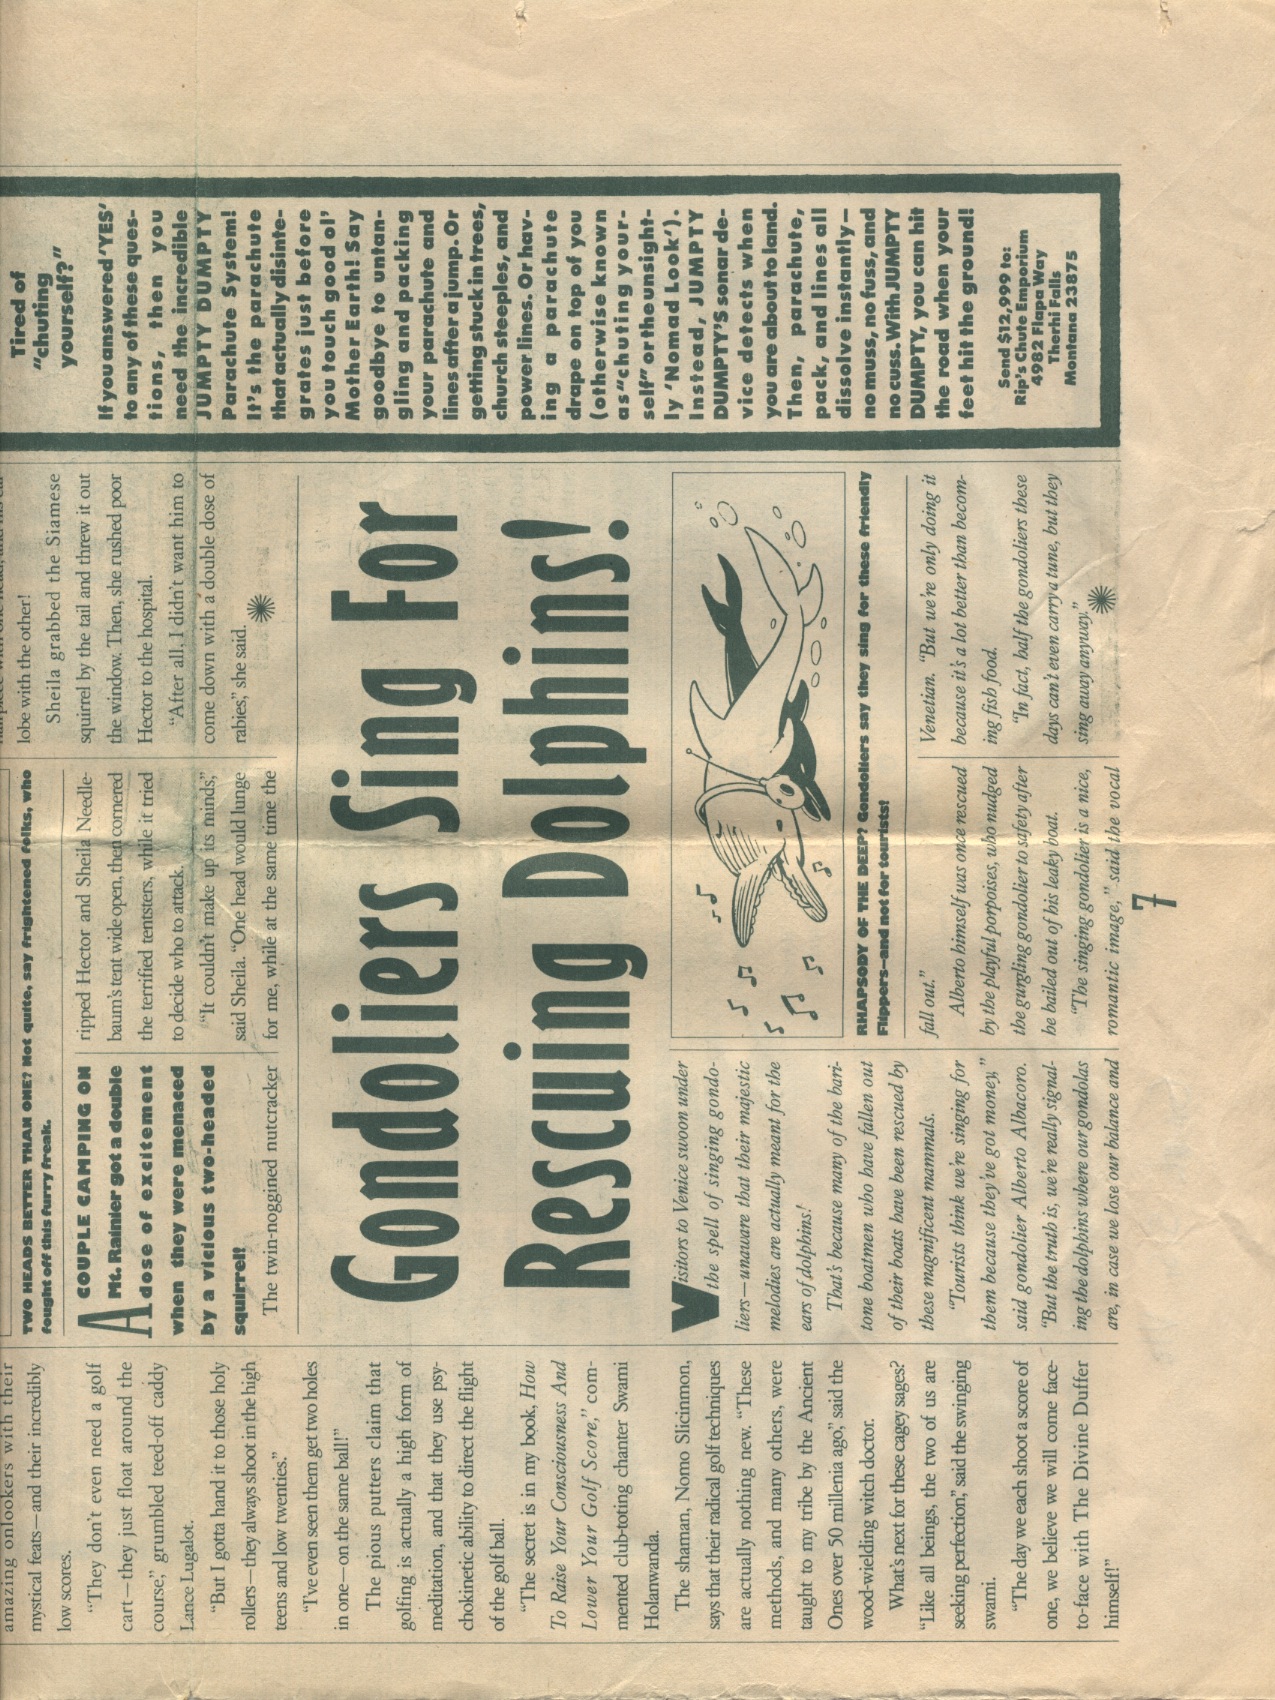 amazing onlookers with their
mystical feats—and their incredibly
low scores.
"They don't even need a golf
cart—they just float around the
course," grumbled teed-off caddy
Lance Lugalot.
"But I gotta hand it to those holy
rollers—they always shoot in the high
teens and low twenties."
"I've even seen them get two holes
in one—on the same ball!"
The pious putters claim that
golfing is actually a high form of
meditation, and that they use psy-
chokinetic ability to direct the flight
of the golf ball.
"The secret is in my book, How
To Raise Your Consciousness And
Lower Your Golf Score," com-
mented club-toting chanter Swami
Holanwanda.
The shaman, Nomo Slicinmon,
says that their radical golf techniques
are actually nothing new. "These
methods, and many others, were
taught to my tribe by the Ancient
Ones over 50 millenia ago," said the
wood-wielding witch doctor.
What's next for these cagey sages?
"Like all beings, the two of us are
seeking perfection," said the swinging
swami.
"The day we each shoot a score of
one, we believe we will come face-
to-face with The Divine Duffer
himself!"
TWO HEADS BETTER THAN ONE? Not quite, say frightened folks, who
fought off this furry freak.
A COUPLE CAMPING ON
Mt. Rainier got a double
dose of excitement
when they were menaced
by a vicious two-headed
squirrel!
The twin-noggined nutcracker
ripped Hector and Sheila Needle-
baum's tent wide open, then cornered
the terrified tentsters, while it tried
to decide who to attack.
"It couldn't make up its minds,"
said Sheila. "One head would lunge
for me, while at the same time the
lobe with the other!
Sheila grabbed the Siamese
squirrel by the tail and threw it out
the window. Then, she rushed poor
Hector to the hospital.
"After all, I didn't want him to
come down with a double dose of
rabies," she said.
Gondoliers Sing For
Rescuing Dolphins!
Visitors to Venice swoon under
the spell of singing gondo-
liers—unaware that their majestic
melodies are actually meant for the
ears of dolphins!
That's because many of the bari-
tone boatmen who have fallen out
of their boats have been rescued by
these magnificent mammals.
"Tourists think we're singing for
them because they've got money,"
said gondolier Alberto Albacoro.
"But the truth is, we're really signal-
ing the dolphins where our gondolas
are, in case we lose our balance and
RHAPSODY OF THE DEEP? Gondoliers say they sing for these friendly
Flippers—and not for tourists!
fall out."
Alberto himself was once rescued
by the playful porpoises, who nudged
the gurgling gondolier to safety after
he bailed out of his leaky boat.
"The singing gondolier is a nice,
romantic image," said the vocal
Venetian. "But we're only doing it
because it's a lot better than becom-
ing fish food.
"In fact, half the gondoliers these
days can't even carry a tune, but they
sing away anyway."
Tired of
"chuting
yourself?"
If you answered 'YES'
to any of these ques-
tions, then you
need the incredible
JUMPTY DUMPTY
Parachute System!
It's the parachute
that actually disinte-
grates just before
you touch good ol'
Mother Earth! Say
goodbye to untan-
gling and packing
your parachute and
lines after a jump. Or
getting stuck in trees,
church steeples, and
power lines. Or hav-
ing a parachute
drape on top of you
(otherwise known
as "chuting your-
self" or the unsight-
ly 'Nomad Look').
Instead, JUMPTY
DUMPTY'S sonar de-
vice detects when
you are about to land.
Then, parachute,
pack, and lines all
dissolve instantly—
no muss, no fuss, and
no cuss. With JUMPTY
DUMPTY, you can hit
the road when your
feet hit the ground!
Send $12,999 to:
Rip's Chute Emporium
4982 Flapa Way
Therhi Falls
Montana 23875
7